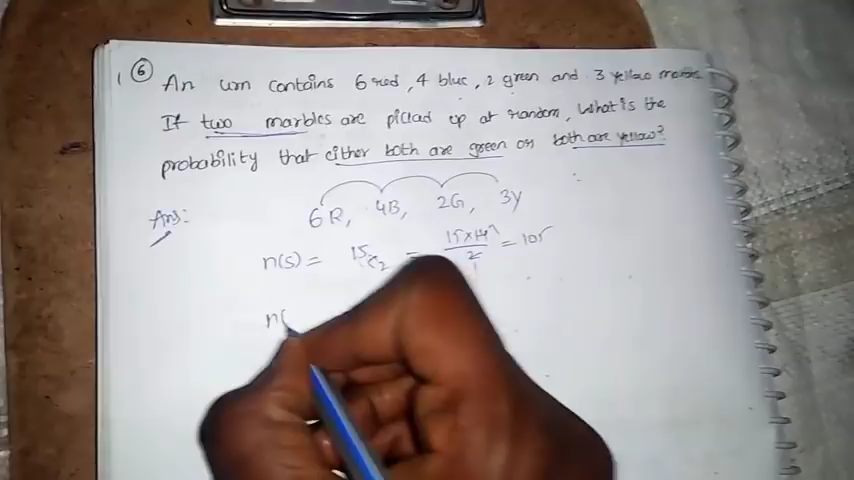 6 An urn contains 6 red, 4 blue, 2 green and 3 yellow marbles
If two marbles are picked up at random, What is the
probability that either both are green or both are yellow?
Ans: 6R, 4B, 2G, 3Y
n(s) = 15C2 = 15×14/2 = 105
n(